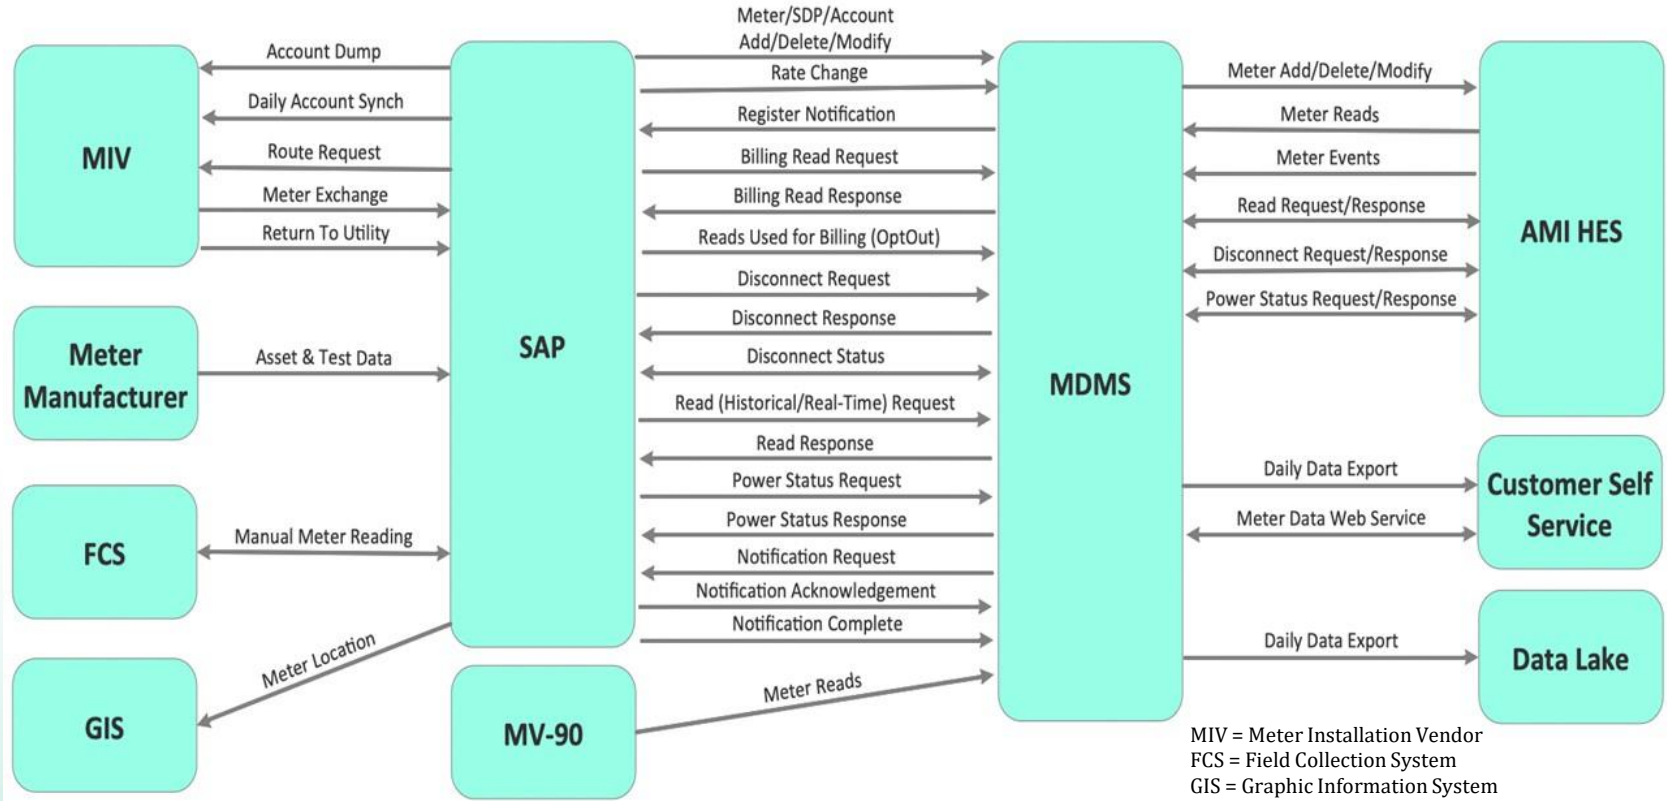 Meter/SDP/Account
Add/Delete/Modify
Account Dump
Rate Change
Meter Add/Delete/Modify
Daily Account Synch
Register Notification
Meter Reads
MIV
Route Request
Billing Read Request
Meter Events
Meter Exchange
Billing Read Response
Read Request/Response
AMI HES
Return To Utility
Reads Used for Billing (OptOut)
Disconnect Request/Response
Disconnect Request
Power Status Request/Response
Disconnect Response
Meter
Manufacturer
Asset & Test Data
SAP
Disconnect Status
MDMS
Read (Historical/Real-Time) Request
Read Response
Daily Data Export
Customer Self
Service
Power Status Request
Meter Data Web Service
Power Status Response
FCS
Manual Meter Reading
Notification Request
Notification Acknowledgement
Notification Complete
Daily Data Export
Data Lake
Meter Location
GIS
MV-90
Meter Reads
MIV = Meter Installation Vendor
FCS = Field Collection System
GIS = Graphic Information System